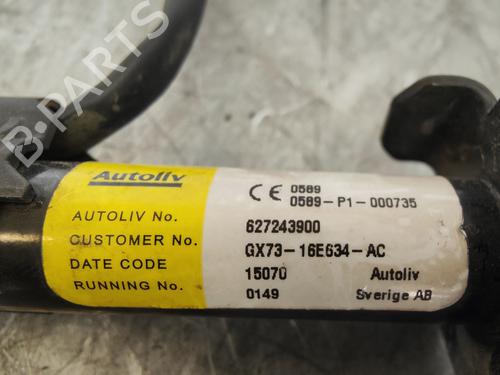 B-PARTS
Autoliv
CE 0589
0589-P1-000735
AUTOLIV No. 627243900
CUSTOMER No. GX73-16E634-AC
DATE CODE 15070 Autoliv
RUNNING No. 0149 Sverige AB